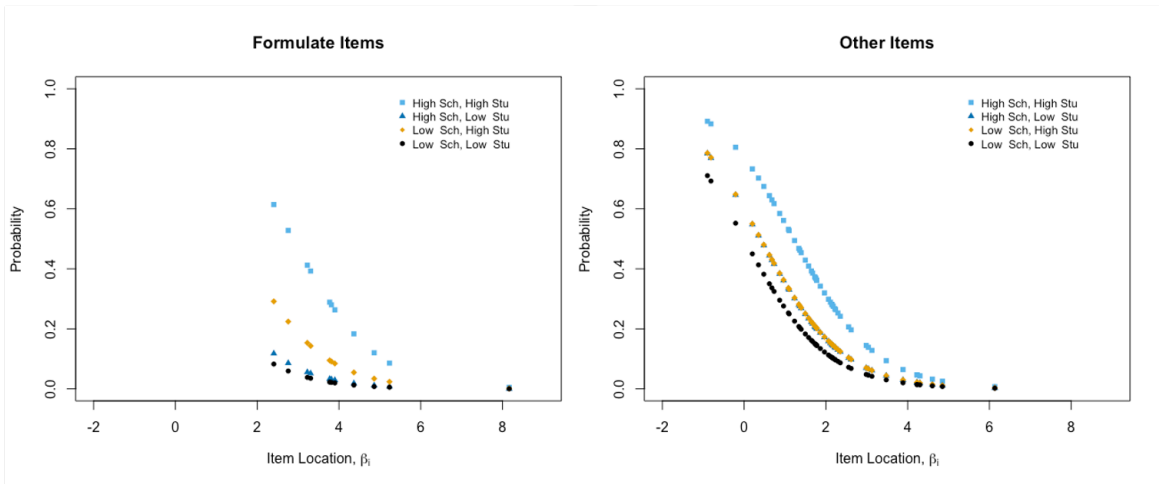 Formulate Items
Probability
1.0
0.8
0.6
0.4
0.2
0.0
High Sch, High Stu
High Sch, Low Stu
Low Sch, High Stu
Low Sch, Low Stu
-2 0 2 4 6 8
Item Location, βi
Other Items
Probability
1.0
0.8
0.6
0.4
0.2
0.0
High Sch, High Stu
High Sch, Low Stu
Low Sch, High Stu
Low Sch, Low Stu
-2 0 2 4 6 8
Item Location, βi